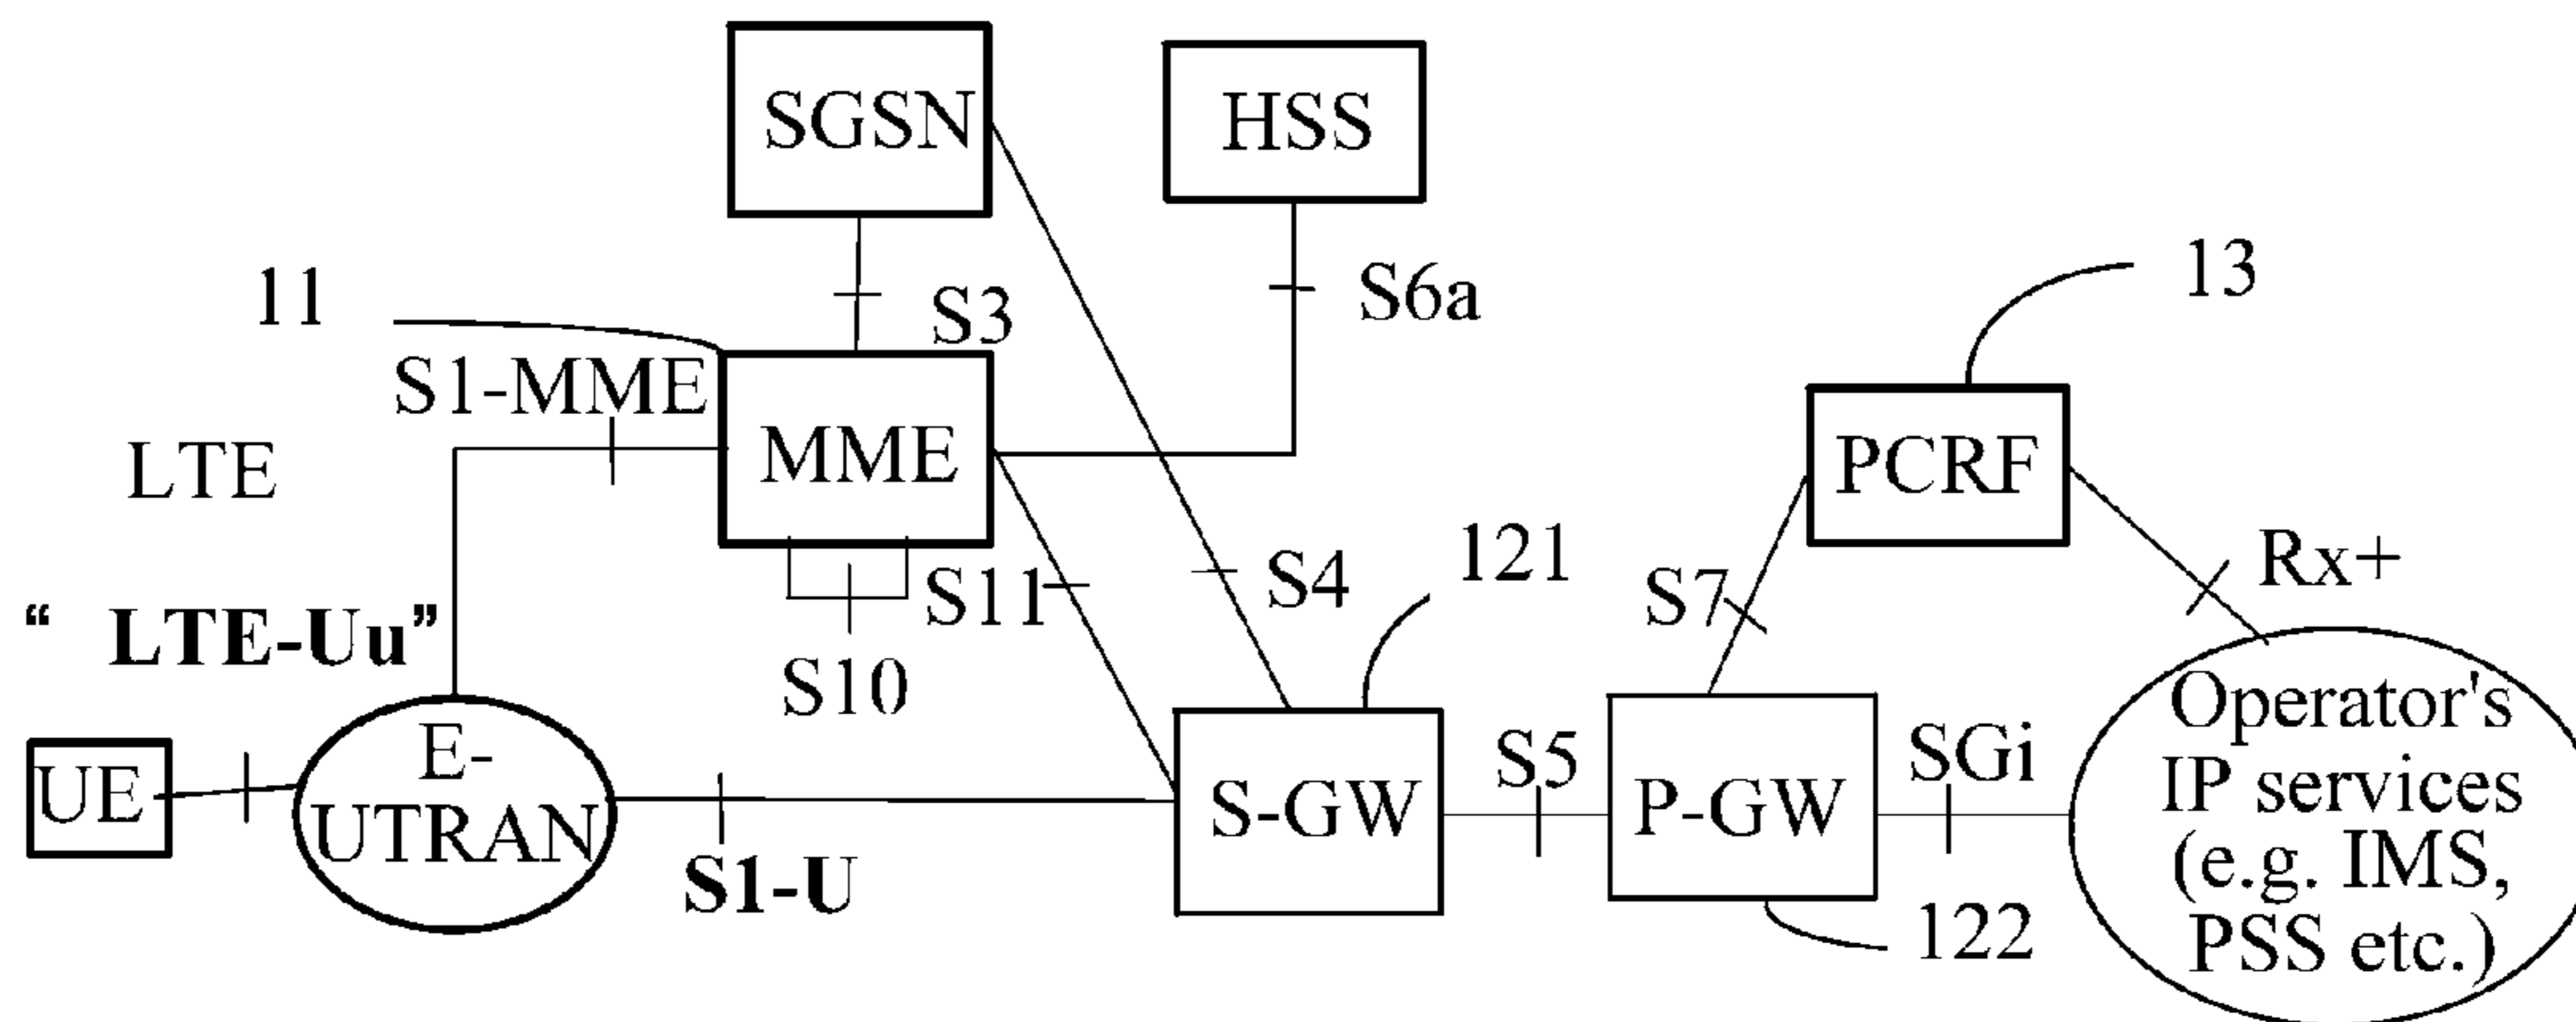 SGSN
HSS
13
11
S3
S6a
S1-MME
MME
PCRF
LTE
121
Rx+
S11
S4
S7
“ LTE-Uu”
S10
E-
UTRAN
UE
S1-U
S-GW
S5
P-GW
SGi
122
Operator's
IP services
(e.g. IMS,
PSS etc.)